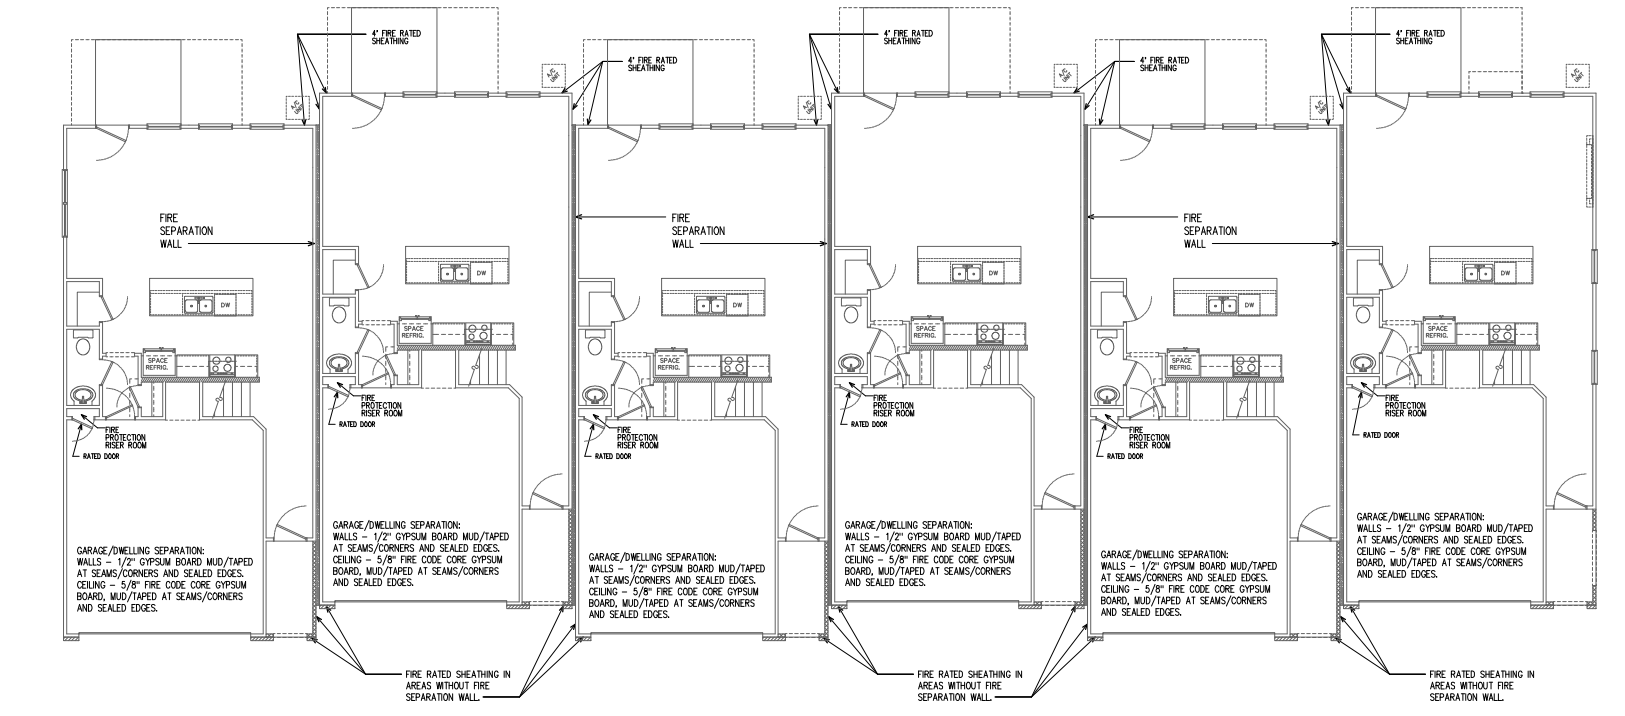 4' FIRE RATED
SHEATHING
4' FIRE RATED
SHEATHING
4' FIRE RATED
SHEATHING
4' FIRE RATED
SHEATHING
4' FIRE RATED
SHEATHING
A/C
UNIT
A/C
UNIT
A/C
UNIT
A/C
UNIT
A/C
UNIT
A/C
UNIT
FIRE
SEPARATION
WALL
FIRE
SEPARATION
WALL
FIRE
SEPARATION
WALL
DW
SPACE
REFRIG.
FIRE
PROTECTION
RISER ROOM
RATED DOOR
GARAGE/DWELLING SEPARATION:
WALLS – 1/2" GYPSUM BOARD MUD/TAPED
AT SEAMS/CORNERS AND SEALED EDGES.
CEILING – 5/8" FIRE CODE CORE GYPSUM
BOARD, MUD/TAPED AT SEAMS/CORNERS
AND SEALED EDGES.
DW
SPACE
REFRIG.
FIRE
PROTECTION
RISER ROOM
RATED DOOR
GARAGE/DWELLING SEPARATION:
WALLS – 1/2" GYPSUM BOARD MUD/TAPED
AT SEAMS/CORNERS AND SEALED EDGES.
CEILING – 5/8" FIRE CODE CORE GYPSUM
BOARD, MUD/TAPED AT SEAMS/CORNERS
AND SEALED EDGES.
DW
SPACE
REFRIG.
FIRE
PROTECTION
RISER ROOM
RATED DOOR
GARAGE/DWELLING SEPARATION:
WALLS – 1/2" GYPSUM BOARD MUD/TAPED
AT SEAMS/CORNERS AND SEALED EDGES.
CEILING – 5/8" FIRE CODE CORE GYPSUM
BOARD, MUD/TAPED AT SEAMS/CORNERS
AND SEALED EDGES.
DW
SPACE
REFRIG.
FIRE
PROTECTION
RISER ROOM
RATED DOOR
GARAGE/DWELLING SEPARATION:
WALLS – 1/2" GYPSUM BOARD MUD/TAPED
AT SEAMS/CORNERS AND SEALED EDGES.
CEILING – 5/8" FIRE CODE CORE GYPSUM
BOARD, MUD/TAPED AT SEAMS/CORNERS
AND SEALED EDGES.
DW
SPACE
REFRIG.
FIRE
PROTECTION
RISER ROOM
RATED DOOR
GARAGE/DWELLING SEPARATION:
WALLS – 1/2" GYPSUM BOARD MUD/TAPED
AT SEAMS/CORNERS AND SEALED EDGES.
CEILING – 5/8" FIRE CODE CORE GYPSUM
BOARD, MUD/TAPED AT SEAMS/CORNERS
AND SEALED EDGES.
DW
SPACE
REFRIG.
FIRE
PROTECTION
RISER ROOM
RATED DOOR
GARAGE/DWELLING SEPARATION:
WALLS – 1/2" GYPSUM BOARD MUD/TAPED
AT SEAMS/CORNERS AND SEALED EDGES.
CEILING – 5/8" FIRE CODE CORE GYPSUM
BOARD, MUD/TAPED AT SEAMS/CORNERS
AND SEALED EDGES.
FIRE RATED SHEATHING IN
AREAS WITHOUT FIRE
SEPARATION WALL.
FIRE RATED SHEATHING IN
AREAS WITHOUT FIRE
SEPARATION WALL.
FIRE RATED SHEATHING IN
AREAS WITHOUT FIRE
SEPARATION WALL.